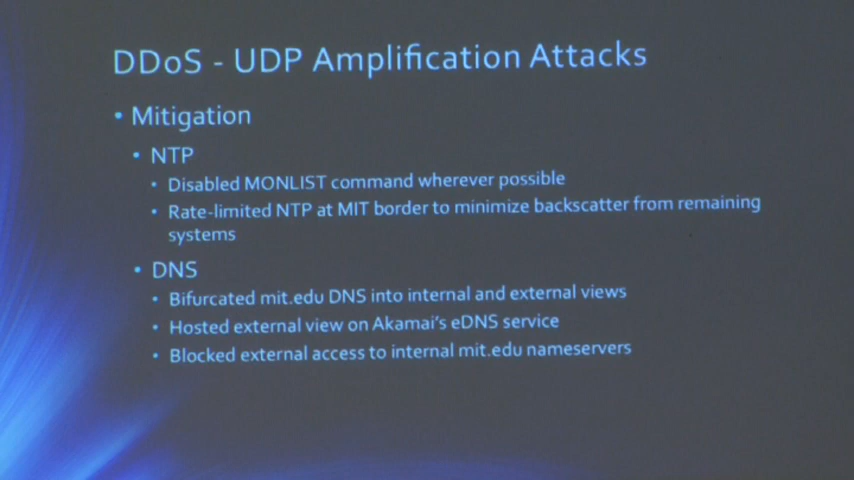 DDoS - UDP Amplification Attacks
• Mitigation
• NTP
• Disabled MONLIST command wherever possible
• Rate-limited NTP at MIT border to minimize backscatter from remaining
systems
• DNS
• Bifurcated mit.edu DNS into internal and external views
• Hosted external view on Akamai's eDNS service
• Blocked external access to internal mit.edu nameservers